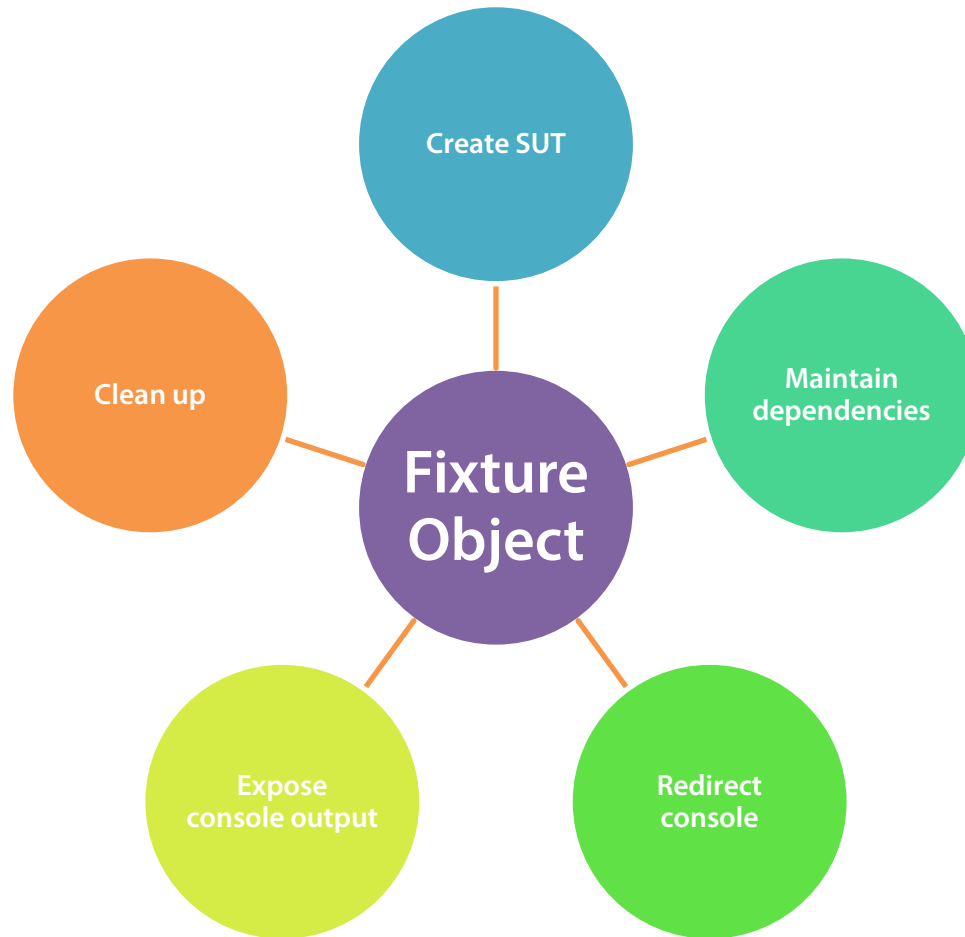 Create SUT
Maintain
dependencies
Clean up
Fixture
Object
Expose
console output
Redirect
console